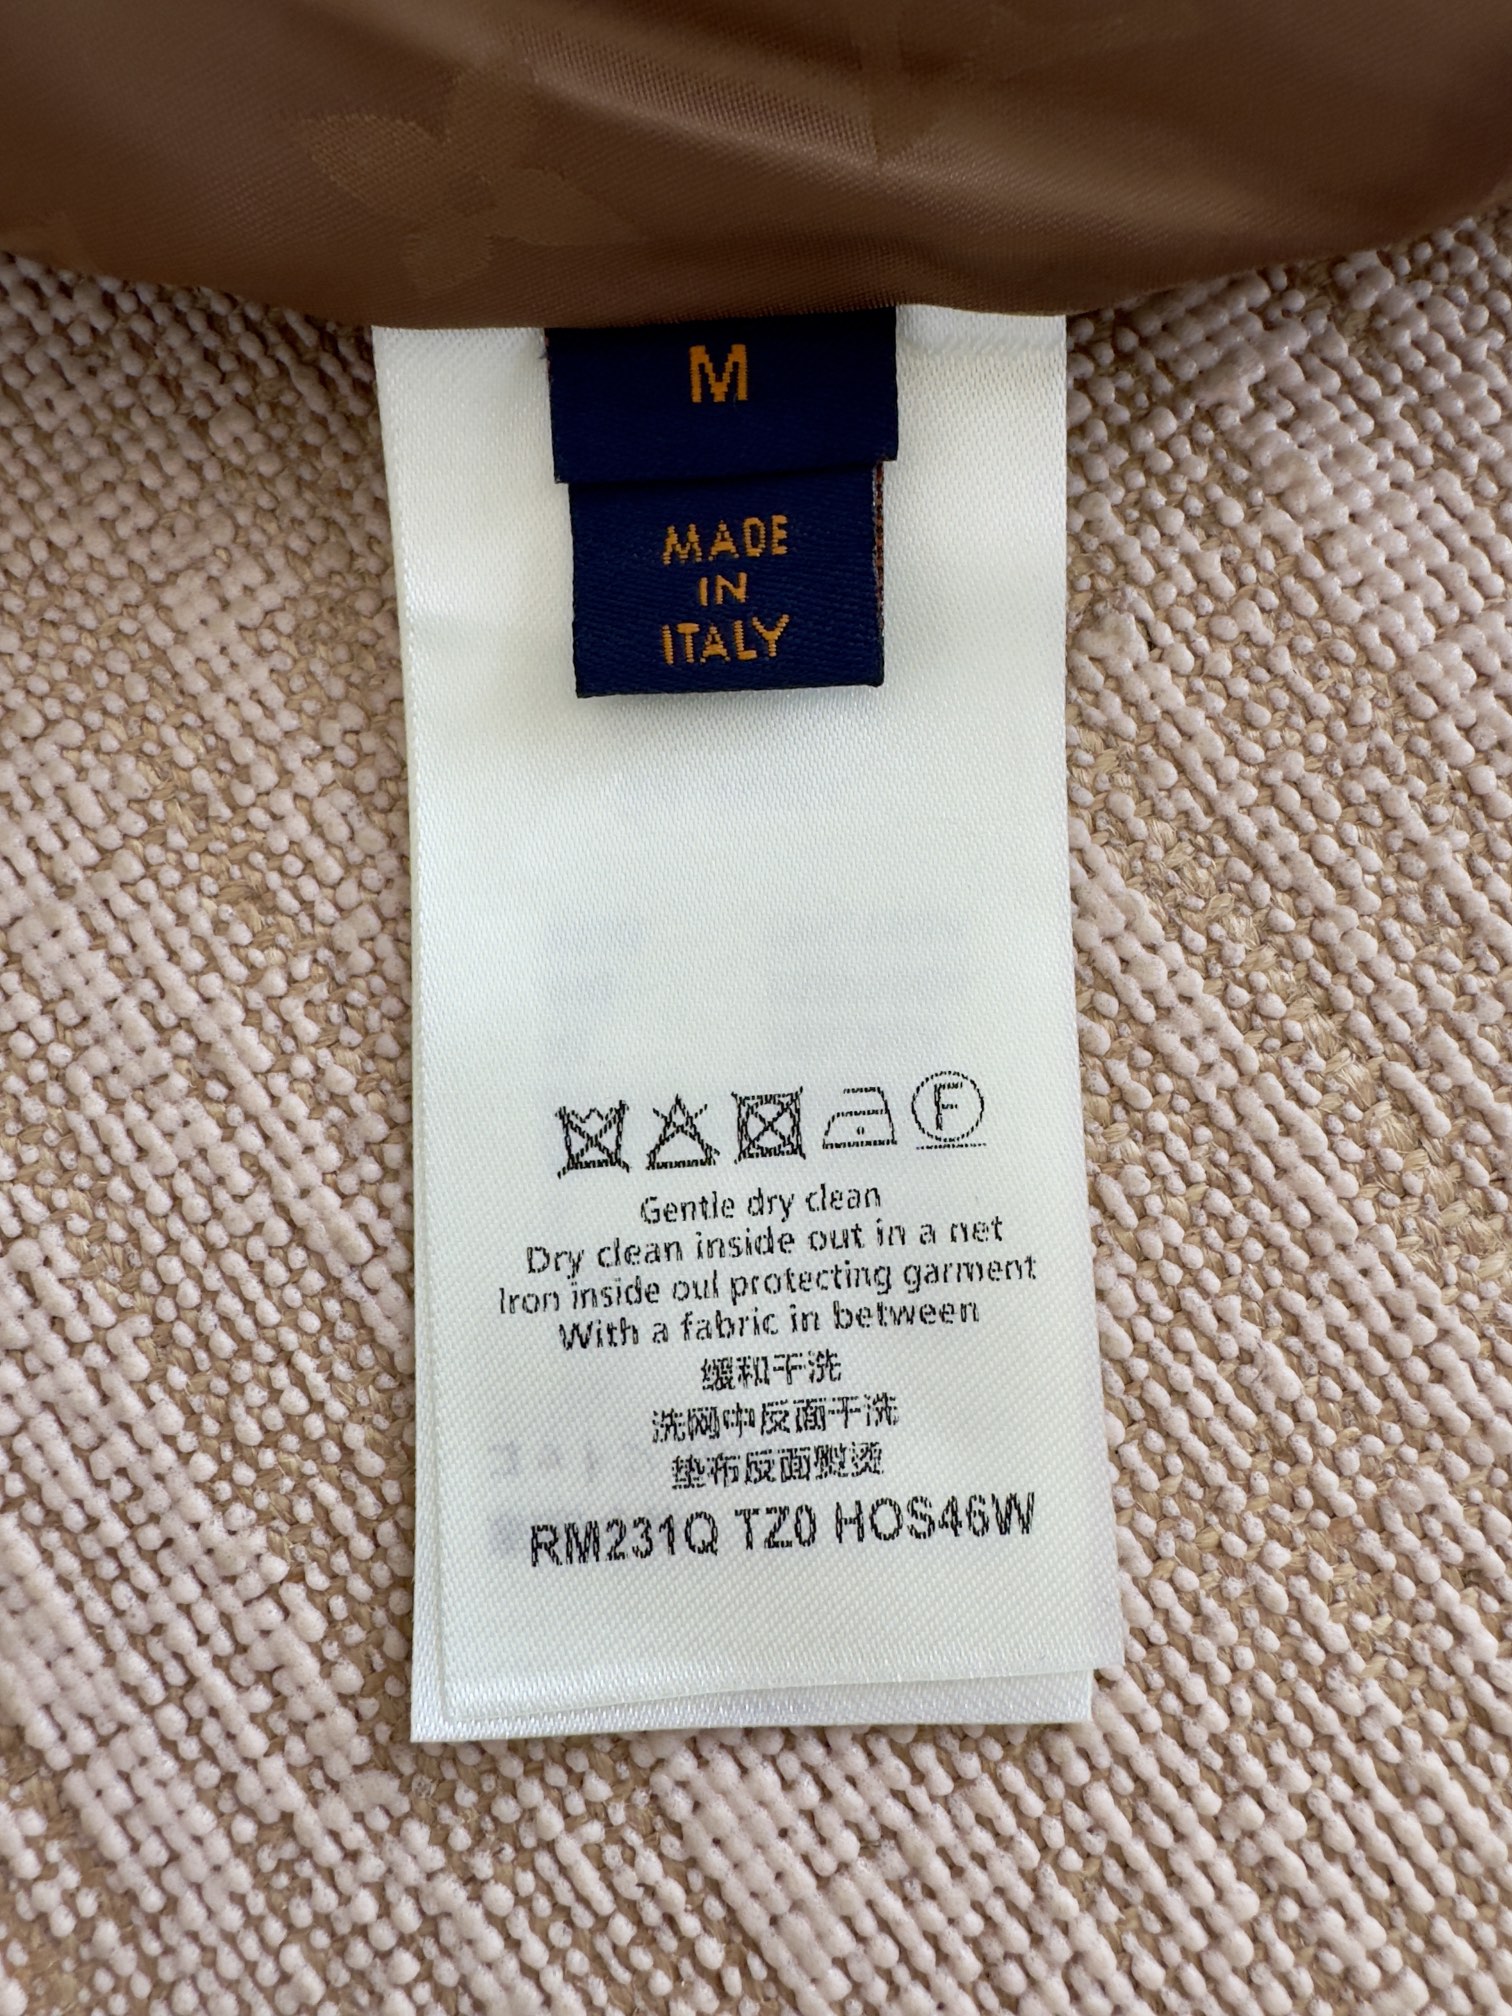 M
MADE
IN
ITALY
F
Gentle dry clean
Dry clean inside out in a net
Iron inside out protecting garment
With a fabric in between
缓和干洗
洗网中反面干洗
垫布反面熨烫
RM231Q TZ0 HOS46W